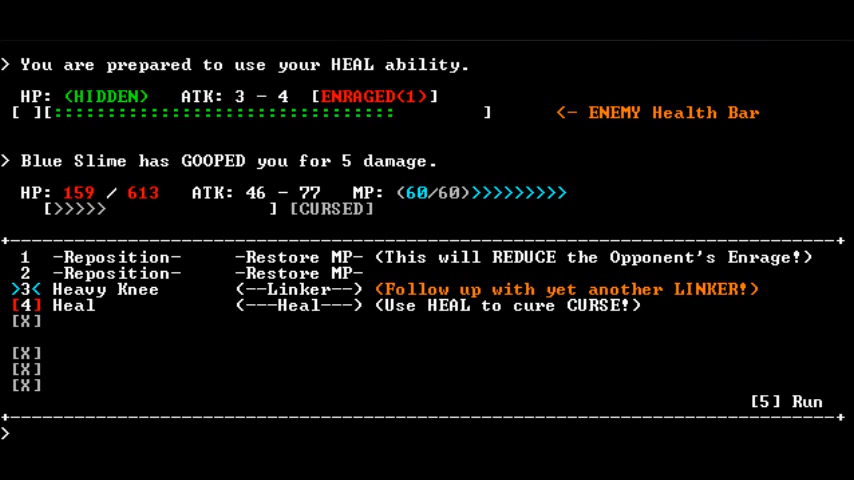 > You are prepared to use your HEAL ability.
HP: (HIDDEN) ATK: 3 - 4 [ENRAGED(1)]
[ ][:::::::::::::::::::::::::::::::: ] <- ENEMY Health Bar
> Blue Slime has GOOPED you for 5 damage.
HP: 159 / 613 ATK: 46 - 77 MP: (60/60)>>>>>>>>>
[>>>>> ] [CURSED]
1 -Reposition- -Restore MP- (This will REDUCE the Opponent's Enrage!)
2 -Reposition- -Restore MP-
>3< Heavy Knee (--Linker--) (Follow up with yet another LINKER!)
[4] Heal (---Heal---) (Use HEAL to cure CURSE!)
[X]
[X]
[X]
[X]
[5] Run
>